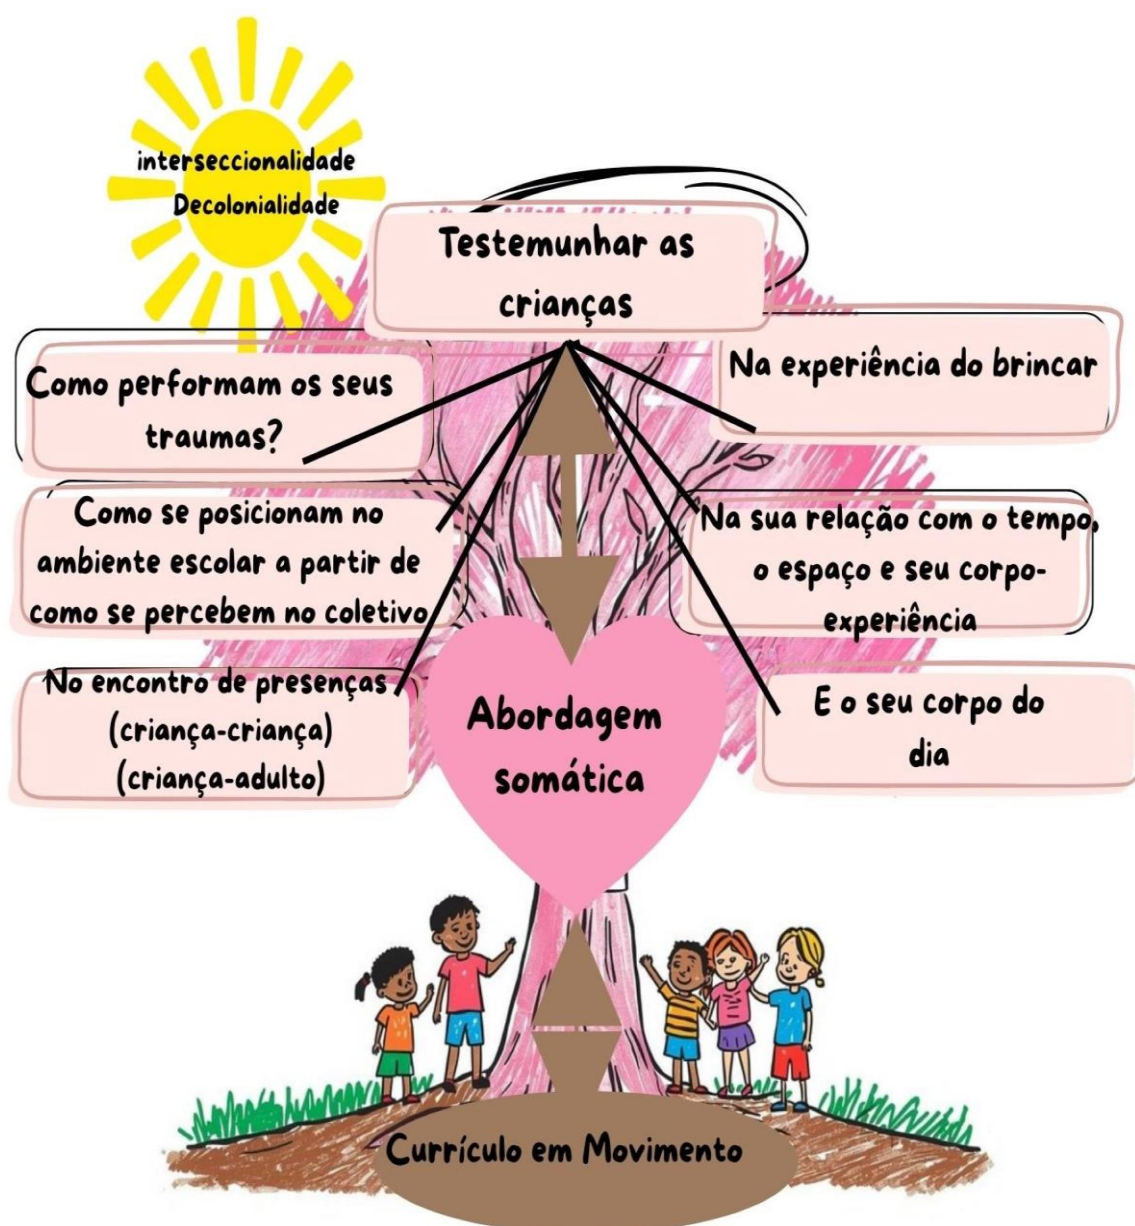 interseccionalidade
Decolonialidade
Testemunhar as
crianças
Como performam os seus
traumas?
Na experiência do brincar
Como se posicionam no
ambiente escolar a partir de
como se percebem no coletivo
Na sua relação com o tempo,
o espaço e seu corpo-
experiência
No encontro de presenças
(criança-criança)
(criança-adulto)
Abordagem
somática
E o seu corpo do
dia
Currículo em Movimento